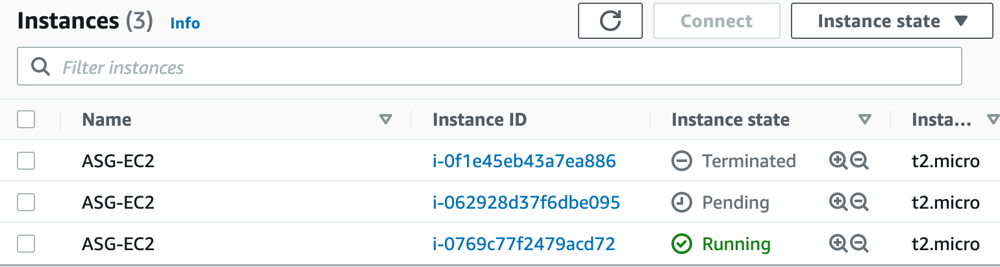 Instances (3) Info Connect Instance state
Filter instances
Name Instance ID Instance state Insta...
ASG-EC2 i-0f1e45eb43a7ea886 Terminated t2.micro
ASG-EC2 i-062928d37f6dbe095 Pending t2.micro
ASG-EC2 i-0769c77f2479acd72 Running t2.micro